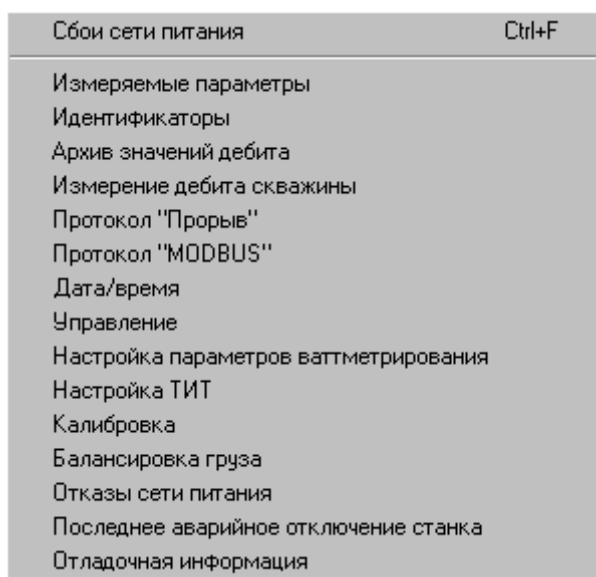 Сбои сети питания Ctrl+F
Измеряемые параметры
Идентификаторы
Архив значений дебита
Измерение дебита скважины
Протокол "Прорыв"
Протокол "MODBUS"
Дата/время
Управление
Настройка параметров ваттметрирования
Настройка ТИТ
Калибровка
Балансировка груза
Отказы сети питания
Последнее аварийное отключение станка
Отладочная информация